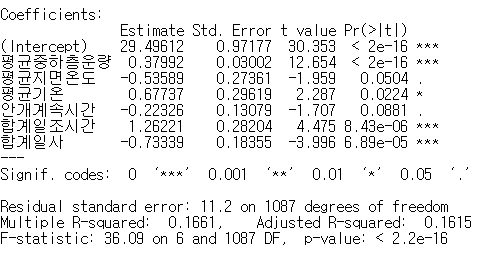 Coefficients:
Estimate Std. Error t value Pr(>|t|)
(Intercept) 29.49612 0.97177 30.353 < 2e-16 ***
평균중하층운량 0.37992 0.03002 12.654 < 2e-16 ***
평균지면온도 -0.53589 0.27361 -1.959 0.0504 .
평균기온 0.67737 0.29619 2.287 0.0224 *
안개계속시간 -0.22326 0.13079 -1.707 0.0881 .
합계일조시간 1.26221 0.28204 4.475 8.43e-06 ***
합계일사 -0.73339 0.18355 -3.996 6.89e-05 ***
---
Signif. codes: 0 '***' 0.001 '**' 0.01 '*' 0.05 '.'
Residual standard error: 11.2 on 1087 degrees of freedom
Multiple R-squared: 0.1661, Adjusted R-squared: 0.1615
F-statistic: 36.09 on 6 and 1087 DF, p-value: < 2.2e-16